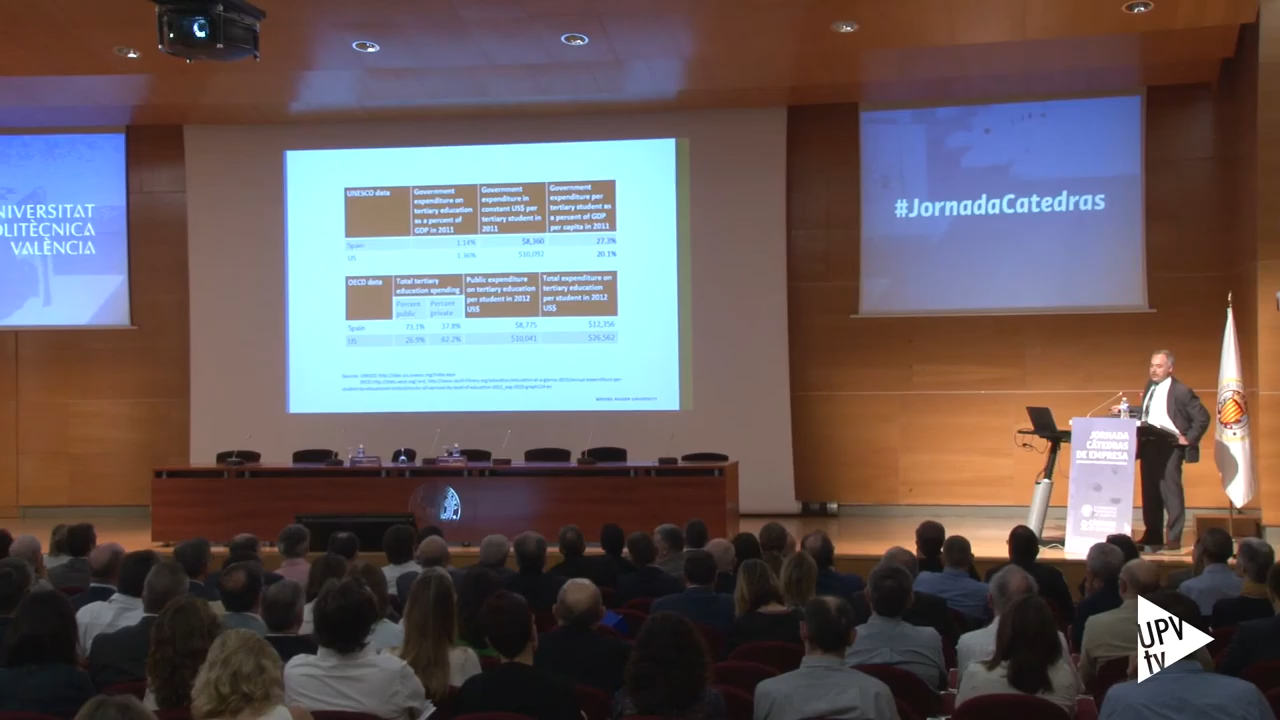 UNIVERSITAT
POLITÈCNICA
VALÈNCIA
UNESCO data
Government
expenditure on
tertiary education
as a percent of
GDP in 2011
Government
expenditure in
constant US$ per
tertiary student in
2011
Government
expenditure per
tertiary student as
a percent of GDP
per capita in 2011
Spain 1.14% $8,360 27.3%
US 1.36% $10,092 20.1%
OECD data
Total tertiary
education spending
Percent
public
Percent
private
Public expenditure
on tertiary education
per student in 2012
US$
Total expenditure on
tertiary education
per student in 2012
US$
Spain 73.1% 37.8% $8,775 $12,356
US 26.9% 62.2% $10,041 $26,562
#JornadaCatedras
JORNADA
CÁTEDRAS
DE EMPRESA
UPV
tv